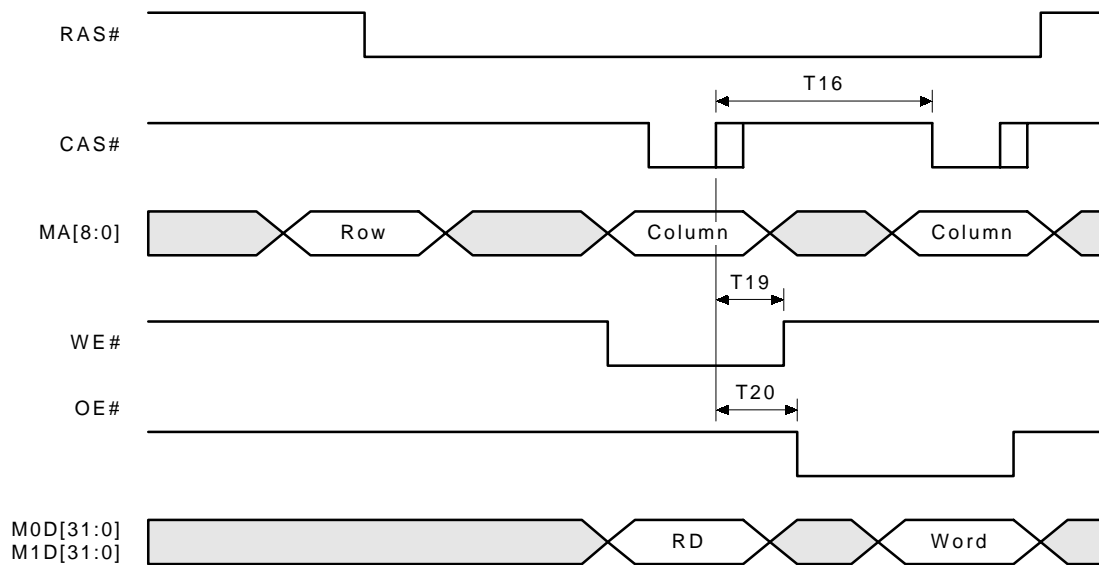 RAS#
T16
CAS#
MA[8:0] Row Column Column
T19
WE#
T20
OE#
M0D[31:0]
M1D[31:0] RD Word